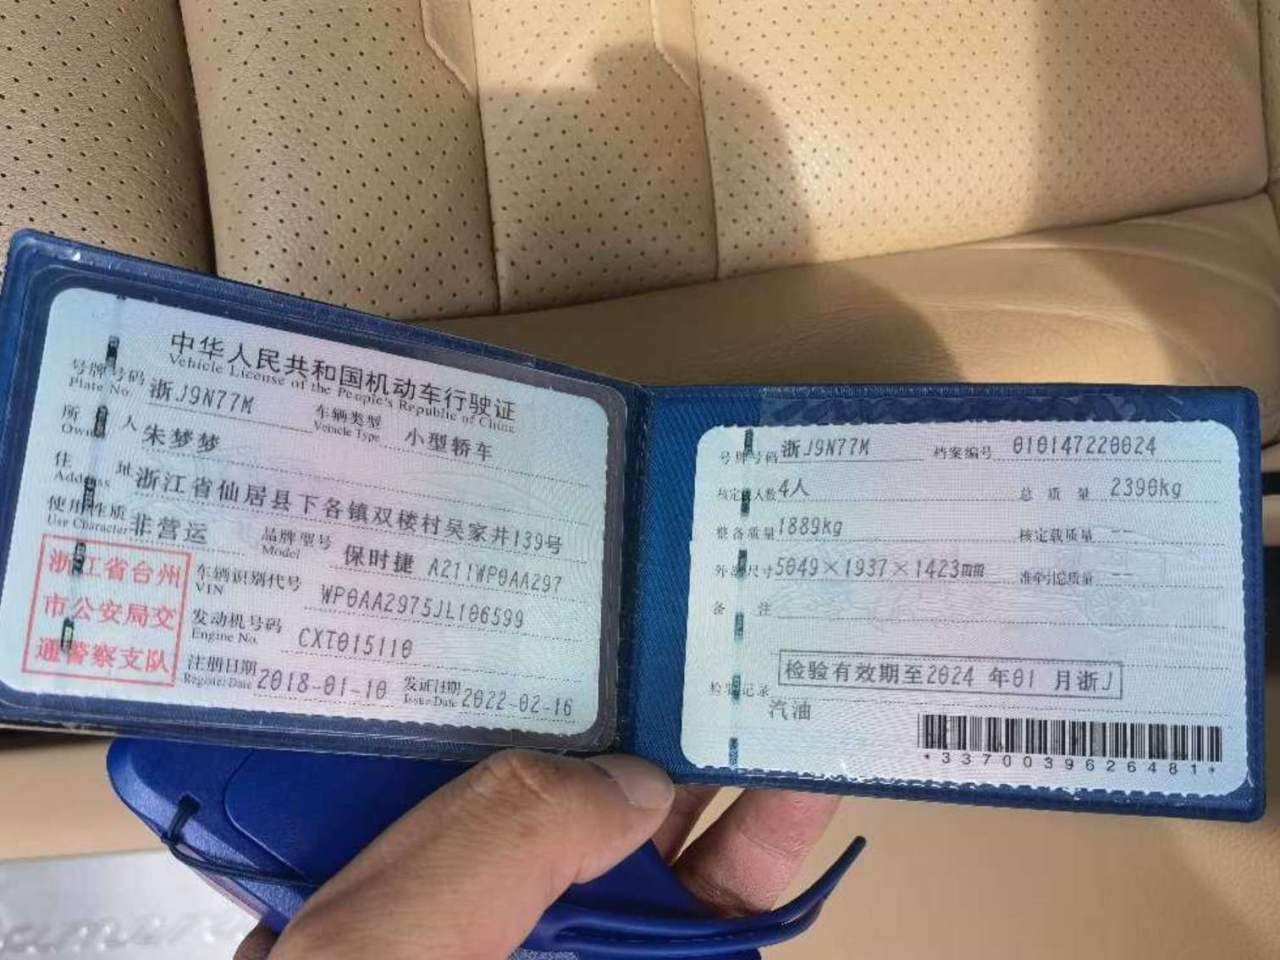 中华人民共和国机动车行驶证
Vehicle License of the People's Republic of China
号牌号码 浙J9N77M 车辆类型 小型轿车
Plate No. Vehicle Type
所 人 朱梦梦
住 址 浙江省仙居县下各镇双楼村吴家井139号
使用性质 非营运 品牌型号 保时捷 A211WP0AA297
Use Character Model
浙江省台州
市公安局交
通警察支队
车辆识别代号 WP0AA2975JL106599
VIN
发动机号码 CXT015110
Engine No.
注册日期 2018-01-10 发证日期 2022-02-16
Register Date Issue Date
号牌号码 浙J9N77M 档案编号 010147220024
核定 人数 4人 总 质 量 2390kg
整备质量 1889kg 核定载质量 --
外 尺寸 5049×1937×1423mm 准牵引总质量 --
备 注
检验有效期至2024 年01 月浙J
检 记录 汽油
*3370039626481*